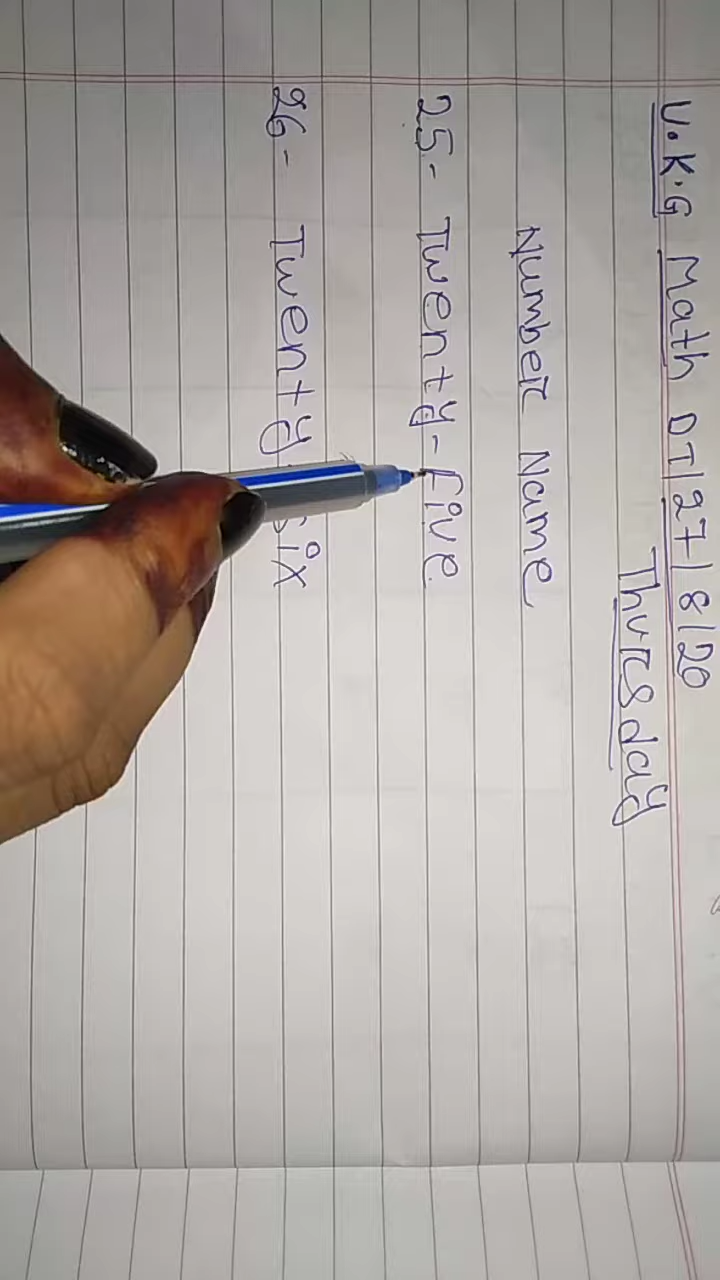 U.K.G Math DT|27|8|20
Thursday
Number Name
25- Twenty-Five
26- Twenty-Six